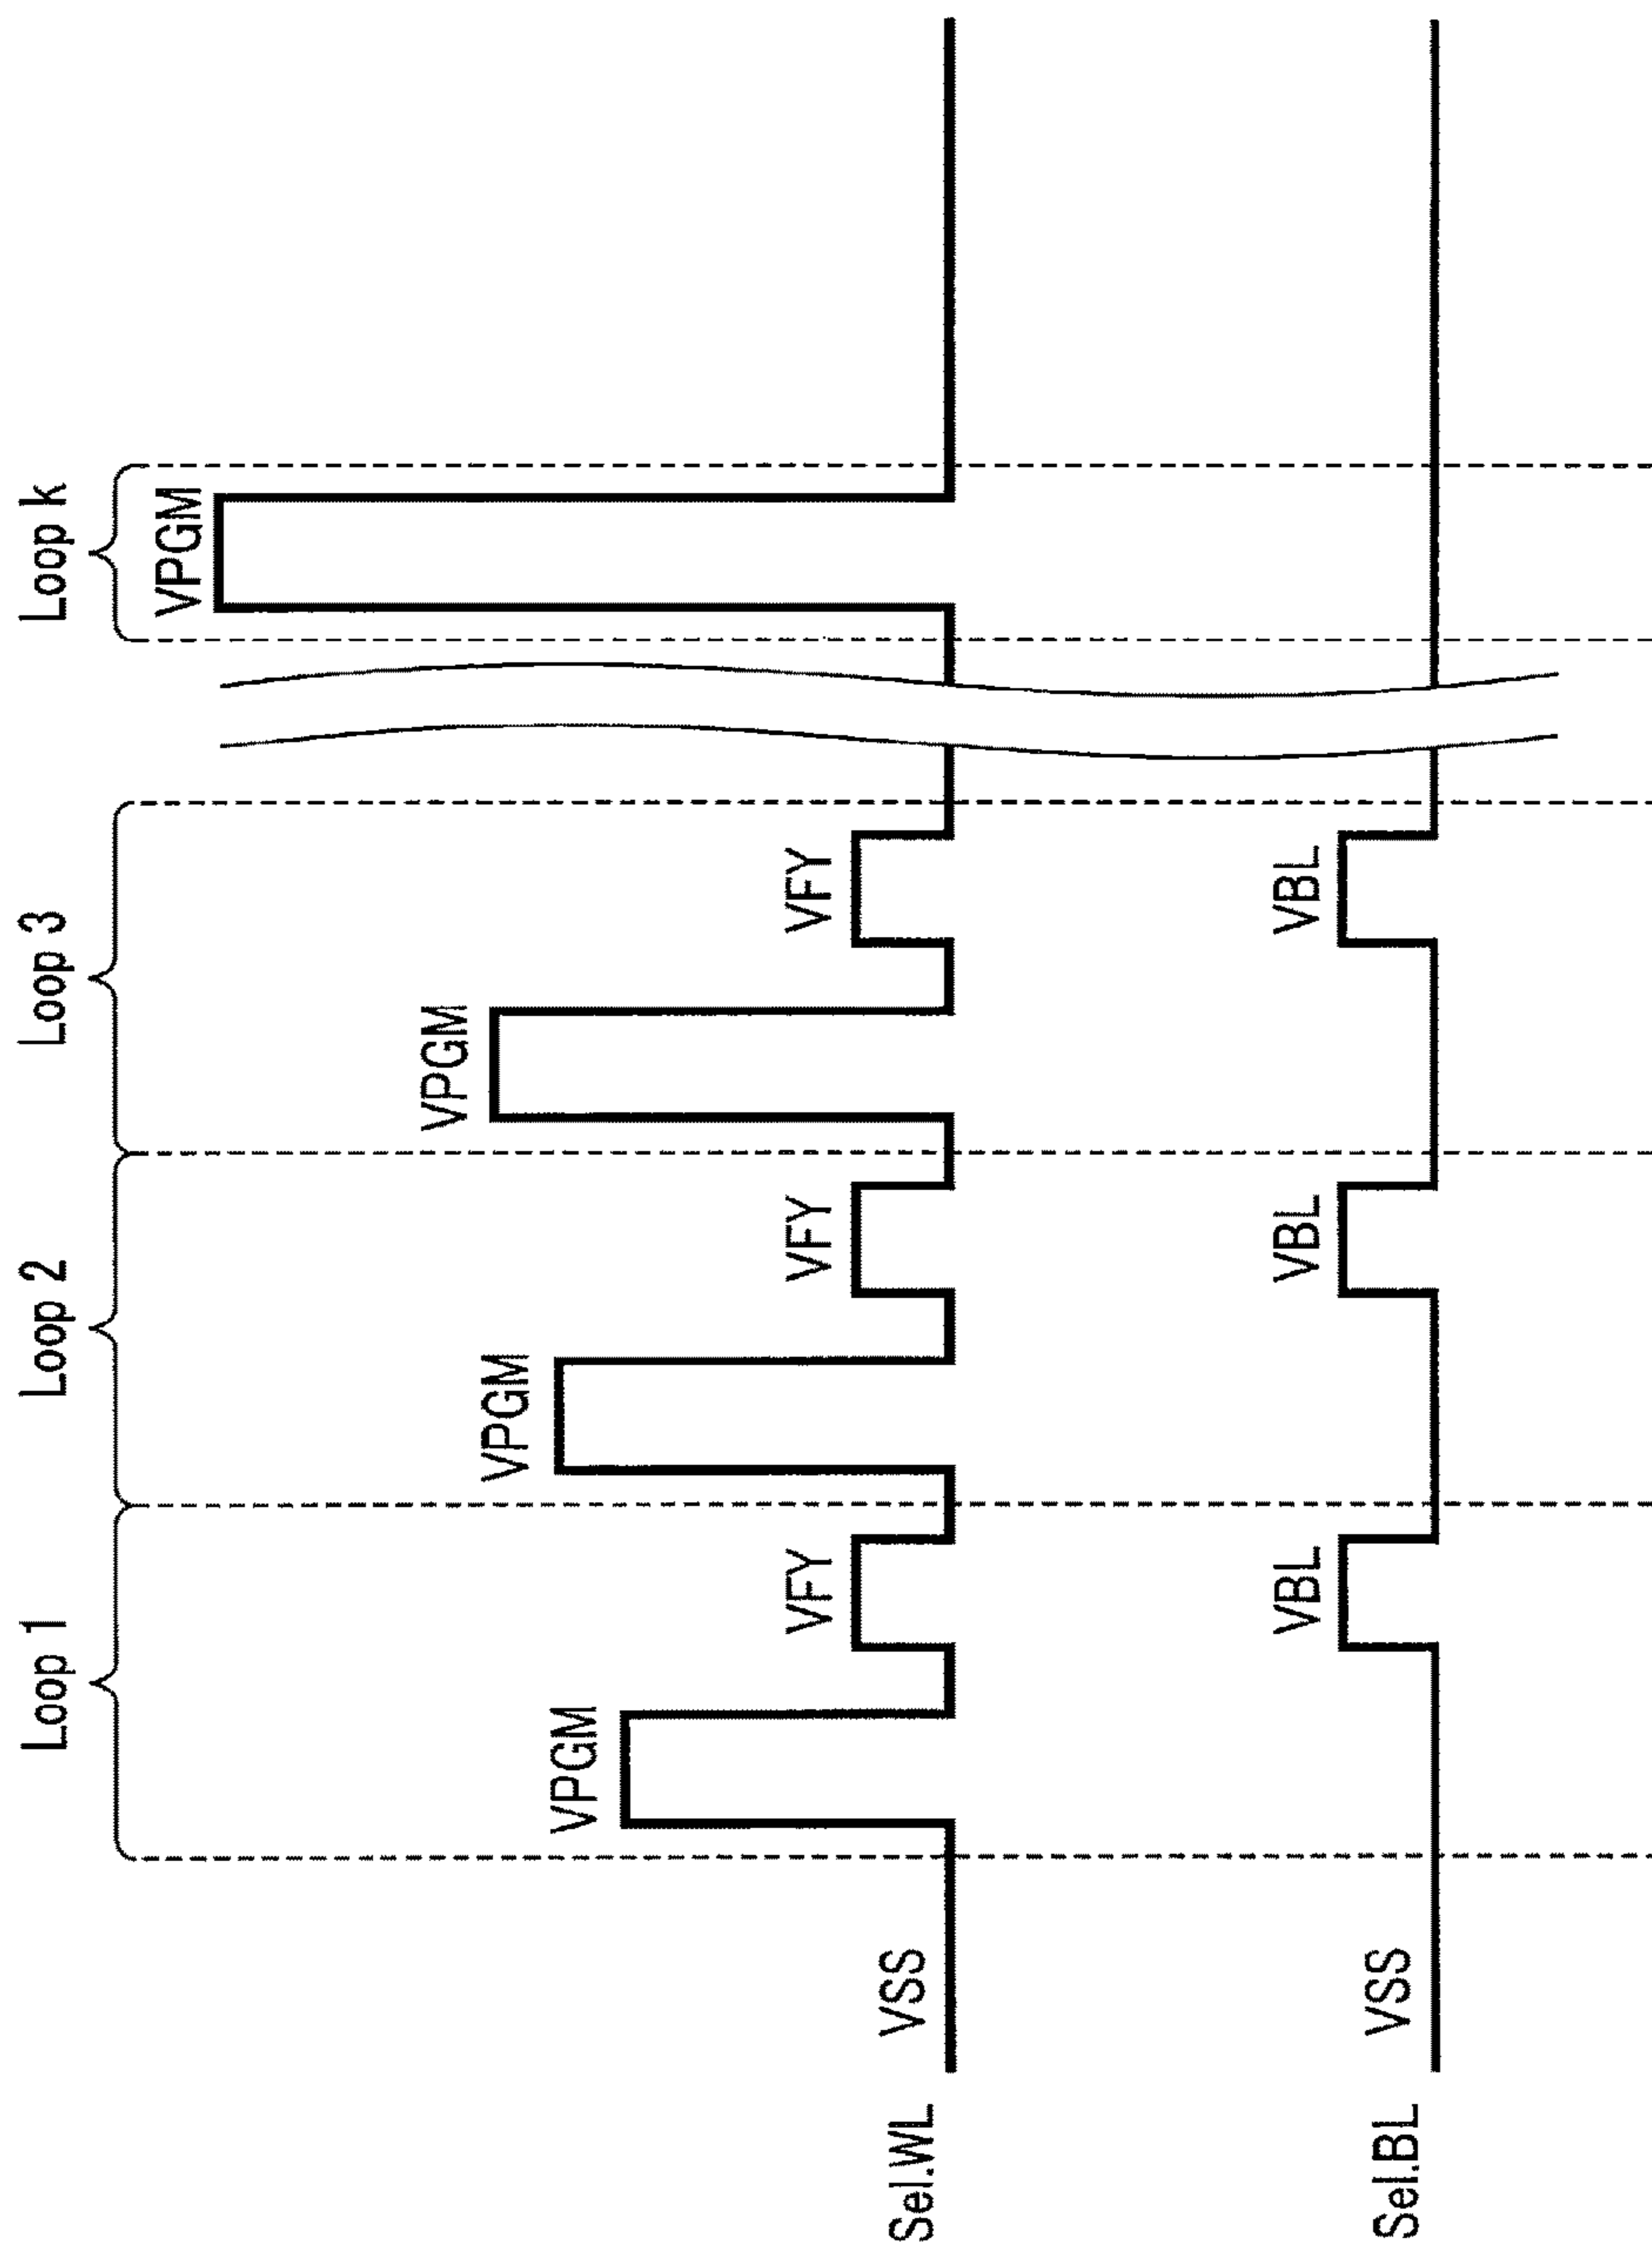 Loop 1
Loop 2
Loop 3
Loop k
VPGM
VPGM
VPGM
VPGM
VFY
VFY
VFY
Sel.WL
VSS
VBL
VBL
VBL
Sel.BL
VSS